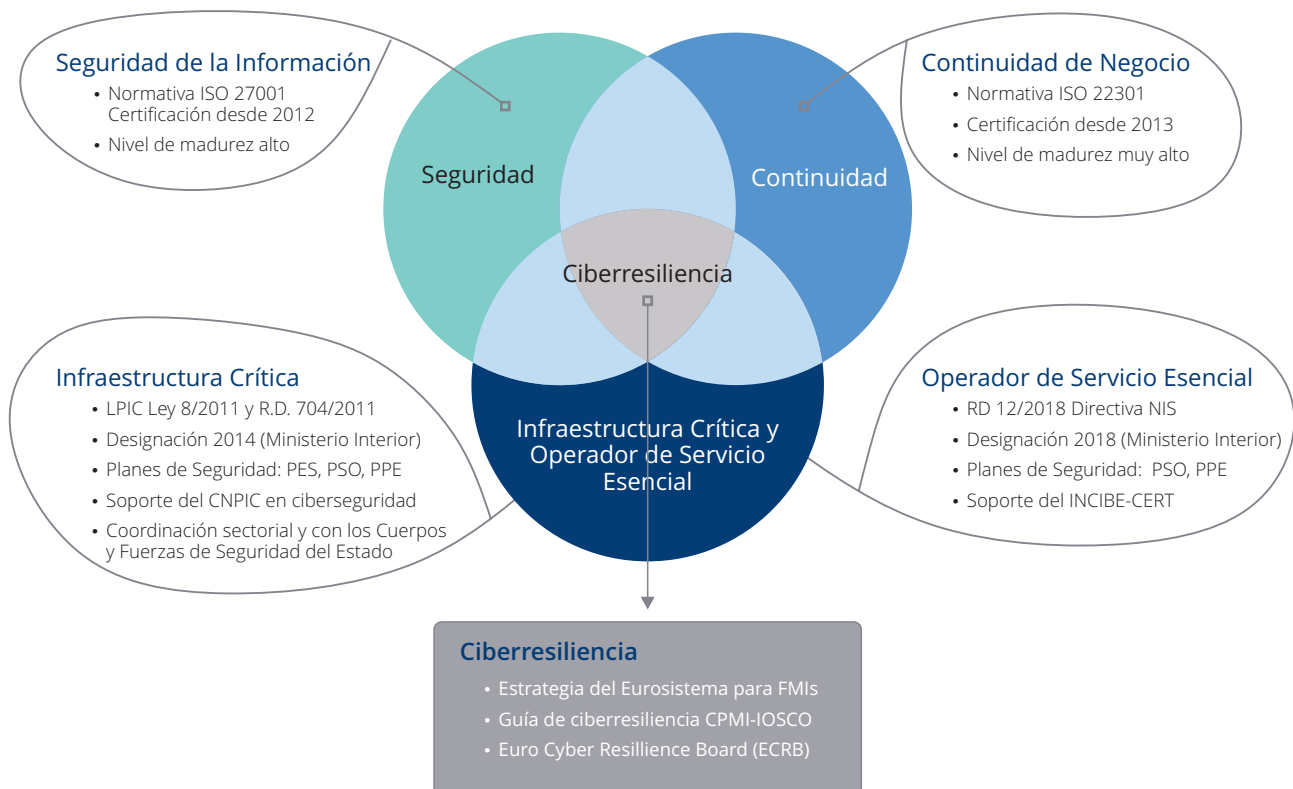 Seguridad de la Información
• Normativa ISO 27001
Certificación desde 2012
• Nivel de madurez alto
Continuidad de Negocio
• Normativa ISO 22301
• Certificación desde 2013
• Nivel de madurez muy alto
Seguridad
Continuidad
Ciberresiliencia
Infraestructura Crítica y
Operador de Servicio
Esencial
Infraestructura Crítica
• LPIC Ley 8/2011 y R.D. 704/2011
• Designación 2014 (Ministerio Interior)
• Planes de Seguridad: PES, PSO, PPE
• Soporte del CNPIC en ciberseguridad
• Coordinación sectorial y con los Cuerpos
y Fuerzas de Seguridad del Estado
Operador de Servicio Esencial
• RD 12/2018 Directiva NIS
• Designación 2018 (Ministerio Interior)
• Planes de Seguridad: PSO, PPE
• Soporte del INCIBE-CERT
Ciberresiliencia
• Estrategia del Eurosistema para FMIs
• Guía de ciberresiliencia CPMI-IOSCO
• Euro Cyber Resillience Board (ECRB)